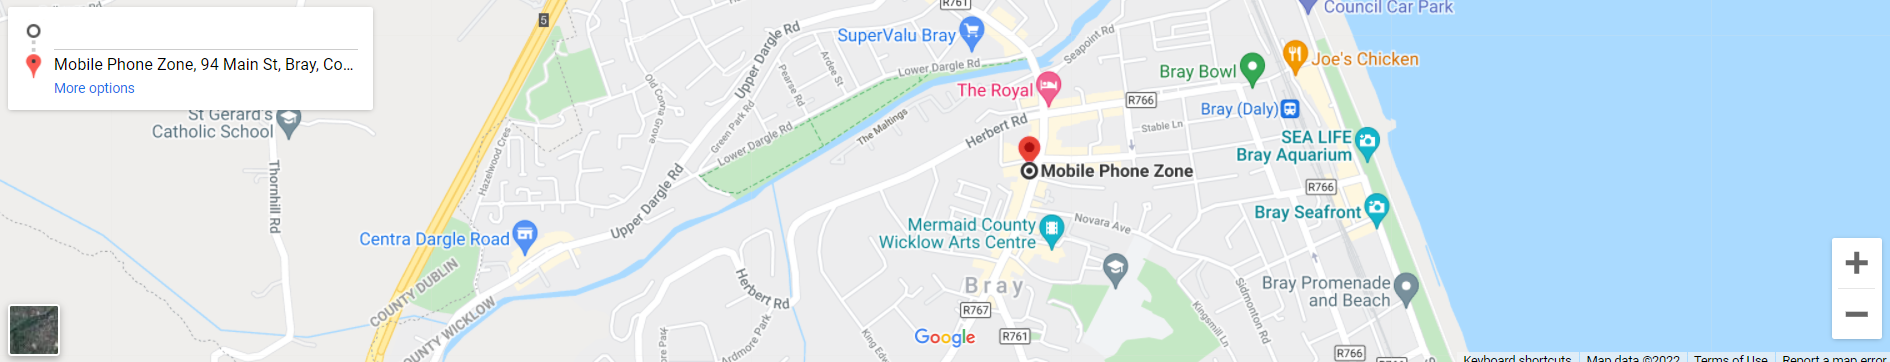 Mobile Phone Zone, 94 Main St, Bray, Co...
More options
R761
Council Car Park
5
SuperValu Bray
Upper Dargle Rd
Seapoint Rd
Joe's Chicken
Ardee St
Lower Dargle Rd
Bray Bowl
Pearse Rd
The Royal
R766
Old Conna Grove
Bray (Daly)
St Gerard's
Catholic School
Green Park Rd
The Maltings
Herbert Rd
Stable Ln
SEA LIFE
Bray Aquarium
Hazelwood Cres
Lower Dargle Rd
Mobile Phone Zone
R766
Thornhill Rd
Upper Dargle Rd
Bray Seafront
Novara Ave
Mermaid County
Wicklow Arts Centre
Centra Dargle Road
COUNTY DUBLIN
COUNTY WICKLOW
Herbert Rd
Bray
Bray Promenade
and Beach
Sidmonton Rd
R767
Kingsmill
Ardmore Park
King Ed
Google
R761
R766
Keyboard shortcuts
Map data ©2022
Terms of Use
Report a map error